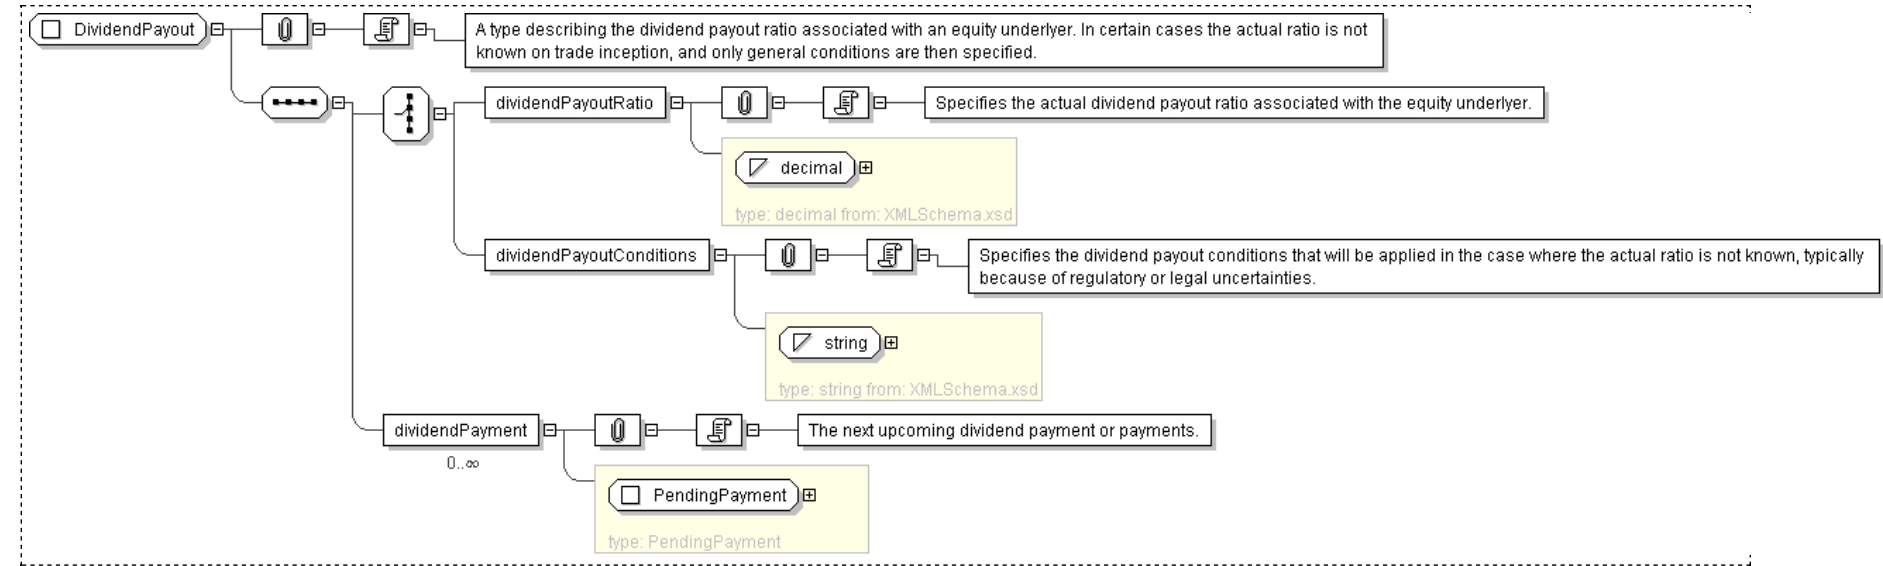 DividendPayout
A type describing the dividend payout ratio associated with an equity underlyer. In certain cases the actual ratio is not
known on trade inception, and only general conditions are then specified.
dividendPayoutRatio
Specifies the actual dividend payout ratio associated with the equity underlyer.
decimal
type: decimal from: XMLSchema.xsd
dividendPayoutConditions
Specifies the dividend payout conditions that will be applied in the case where the actual ratio is not known, typically
because of regulatory or legal uncertainties.
string
type: string from: XMLSchema.xsd
dividendPayment
The next upcoming dividend payment or payments.
0..∞
PendingPayment
type: PendingPayment